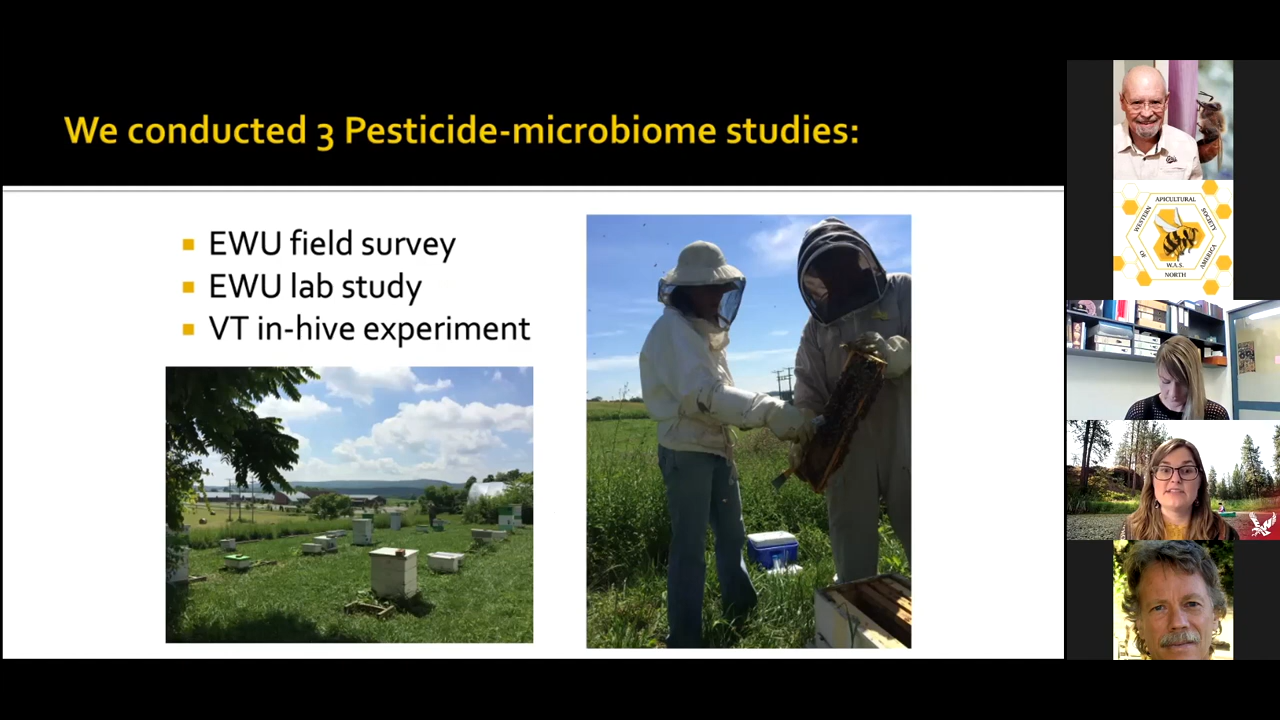 We conducted 3 Pesticide-microbiome studies:
EWU field survey
EWU lab study
VT in-hive experiment
WESTERN
APICULTURAL
SOCIETY
OF
W.A.S.
NORTH
AMERICA